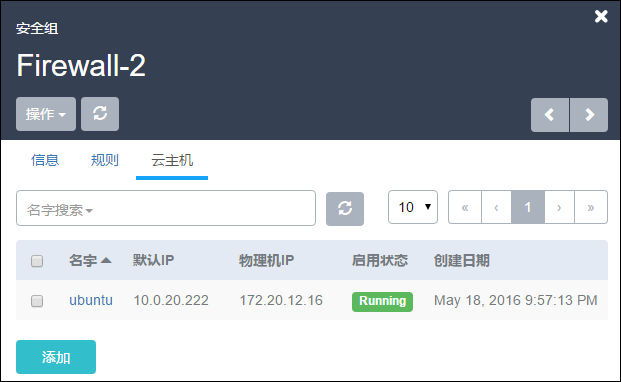 安全组
Firewall-2
操作
信息 规则 云主机
名字搜索 10 « ‹ 1 › »
名字 默认IP 物理机IP 启用状态 创建日期
ubuntu 10.0.20.222 172.20.12.16 Running May 18, 2016 9:57:13 PM
添加